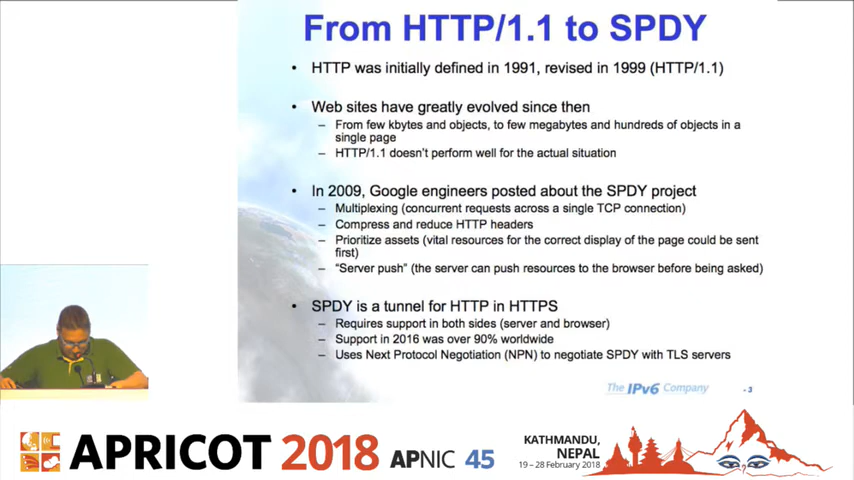 From HTTP/1.1 to SPDY
• HTTP was initially defined in 1991, revised in 1999 (HTTP/1.1)
• Web sites have greatly evolved since then
– From few kbytes and objects, to few megabytes and hundreds of objects in a
single page
– HTTP/1.1 doesn't perform well for the actual situation
• In 2009, Google engineers posted about the SPDY project
– Multiplexing (concurrent requests across a single TCP connection)
– Compress and reduce HTTP headers
– Prioritize assets (vital resources for the correct display of the page could be sent
first)
– "Server push" (the server can push resources to the browser before being asked)
• SPDY is a tunnel for HTTP in HTTPS
– Requires support in both sides (server and browser)
– Support in 2016 was over 90% worldwide
– Uses Next Protocol Negotiation (NPN) to negotiate SPDY with TLS servers
The IPv6 Company
- 3
APRICOT 2018 APNIC 45
KATHMANDU,
NEPAL
19 – 28 February 2018